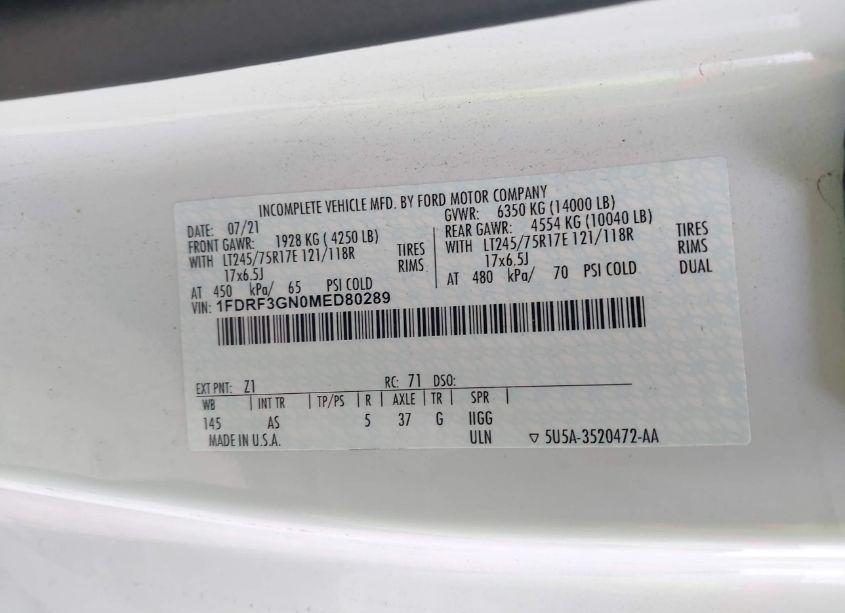 INCOMPLETE VEHICLE MFD. BY FORD MOTOR COMPANY
DATE: 07/21
GVWR: 6350 KG (14000 LB)
FRONT GAWR: 1928 KG ( 4250 LB)
REAR GAWR: 4554 KG (10040 LB)
WITH LT245/75R17E 121/118R TIRES
WITH LT245/75R17E 121/118R TIRES
17x6.5J RIMS
17x6.5J RIMS
AT 450 kPa/ 65 PSI COLD
AT 480 kPa/ 70 PSI COLD DUAL
VIN: 1FDRF3GN0MED80289
EXT PNT: Z1 RC: 71 DSO:
WB INT TR TP/PS R AXLE TR SPR
145 AS 5 37 G IIGG
MADE IN U.S.A. ULN ▽ 5U5A-3520472-AA